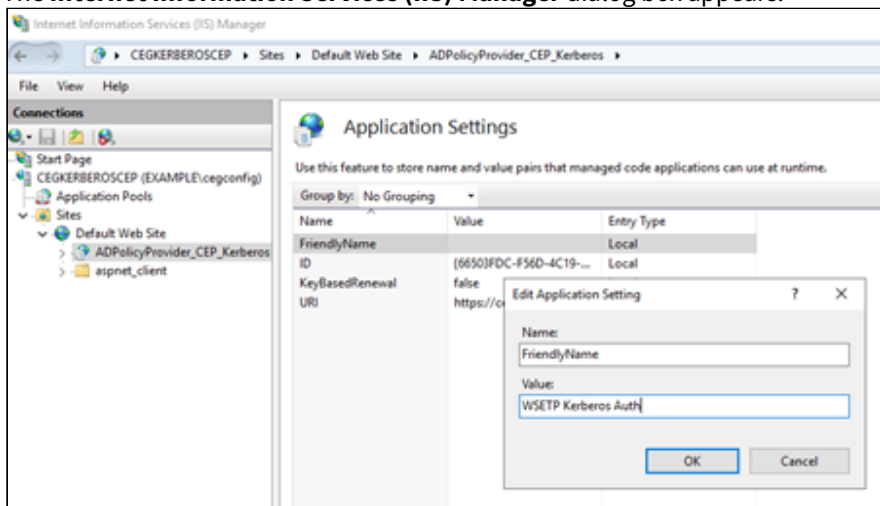 The Internet Information Services (IIS) Manager dialog box appears.
Internet Information Services (IIS) Manager
CEGKERBEROSCEP ▸ Sites ▸ Default Web Site ▸ ADPolicyProvider_CEP_Kerberos ▸
File View Help
Connections
Start Page
CEGKERBEROSCEP (EXAMPLE\cegconfig)
Application Pools
Sites
Default Web Site
ADPolicyProvider_CEP_Kerberos
aspnet_client
Application Settings
Use this feature to store name and value pairs that managed code applications can use at runtime.
Group by: No Grouping
Name Value Entry Type
FriendlyName Local
ID Local
KeyBasedRenewal false
URI
Edit Application Setting ? X
Name:
FriendlyName
Value:
WSETP Kerberos Auth
OK Cancel